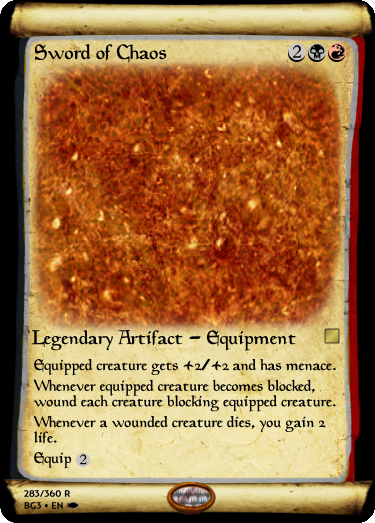 Sword of Chaos 2
Legendary Artifact – Equipment
Equipped creature gets +2/+2 and has menace.
Whenever equipped creature becomes blocked,
wound each creature blocking equipped creature.
Whenever a wounded creature dies, you gain 2
life.
Equip 2
283/360 R
BG3 • EN